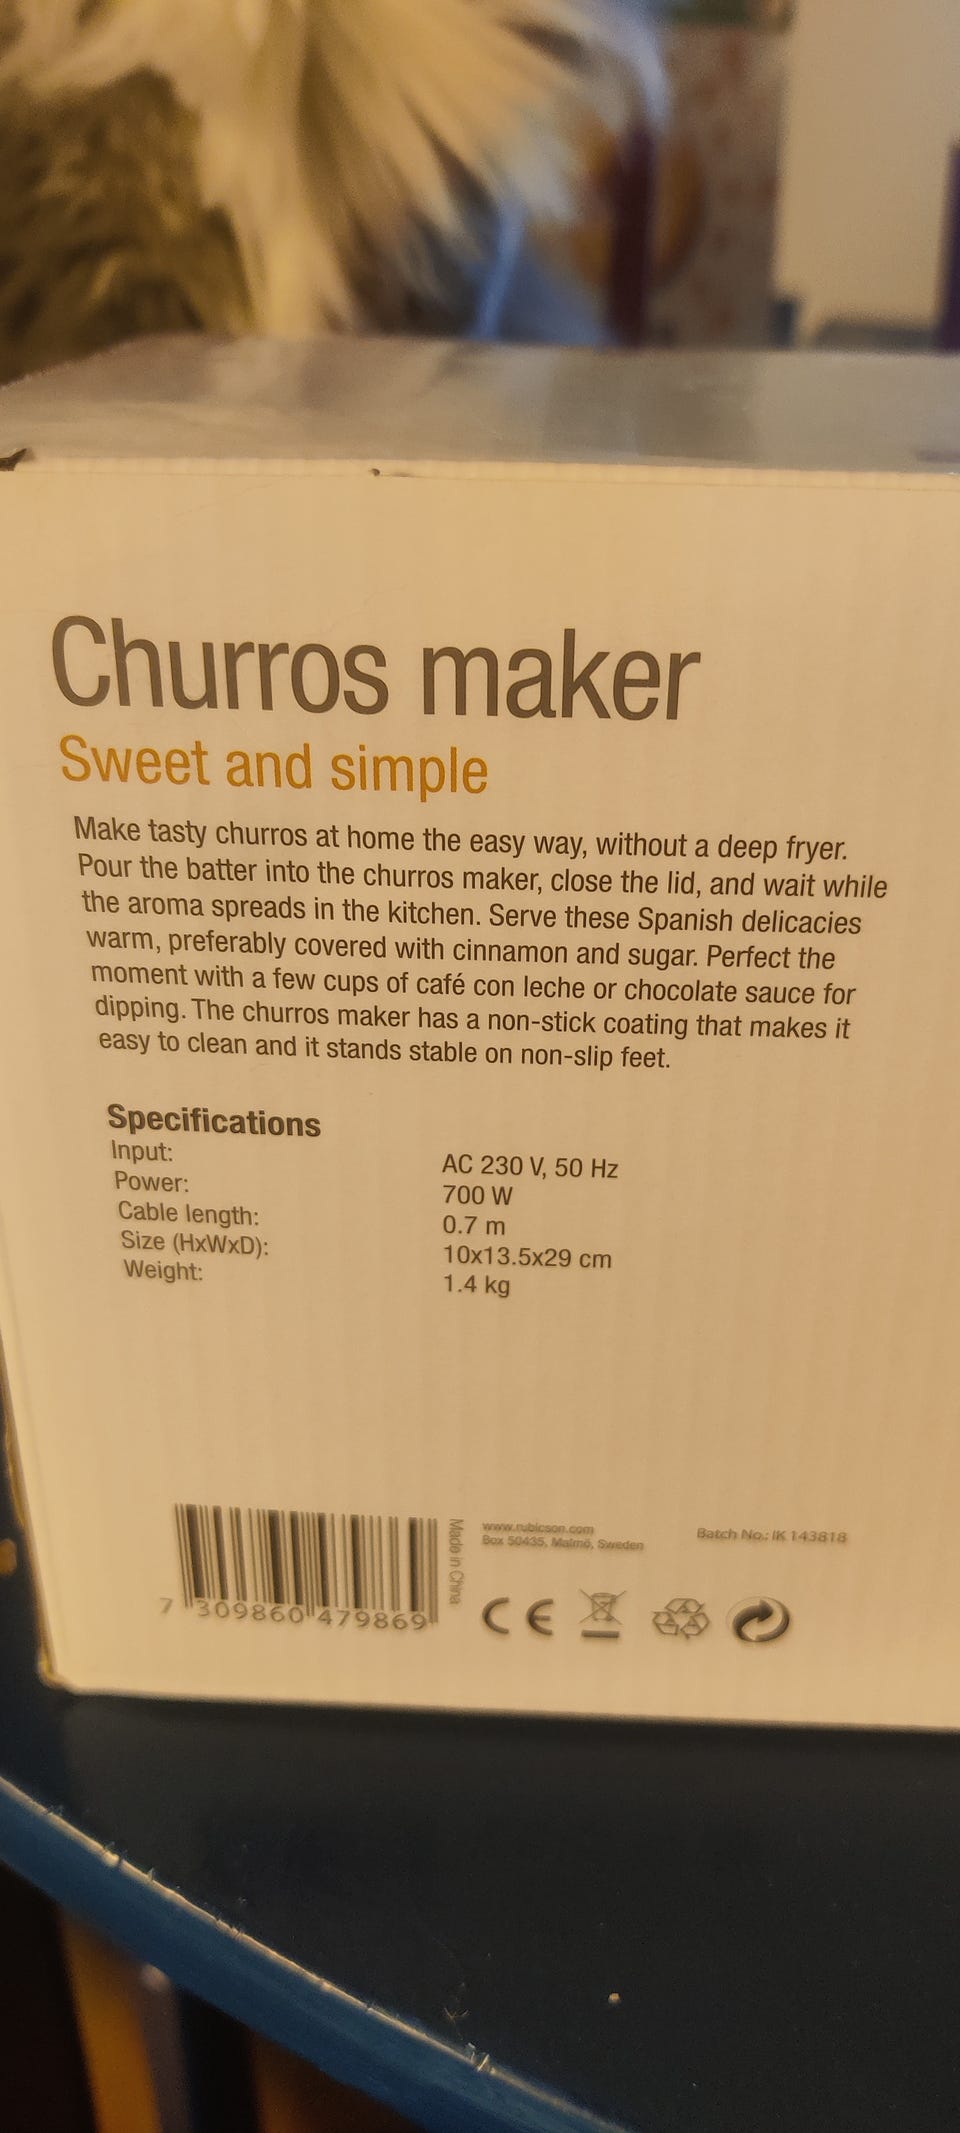 Churros maker
Sweet and simple
Make tasty churros at home the easy way, without a deep fryer.
Pour the batter into the churros maker, close the lid, and wait while
the aroma spreads in the kitchen. Serve these Spanish delicacies
warm, preferably covered with cinnamon and sugar. Perfect the
moment with a few cups of café con leche or chocolate sauce for
dipping. The churros maker has a non-stick coating that makes it
easy to clean and it stands stable on non-slip feet.
Specifications
Input: AC 230 V, 50 Hz
Power: 700 W
Cable length: 0.7 m
Size (HxWxD): 10x13.5x29 cm
Weight: 1.4 kg
7 309860 479869
Made in China
www.rubicson.com
Box 50435, Malmö, Sweden
Batch No.: IK 143818
CE